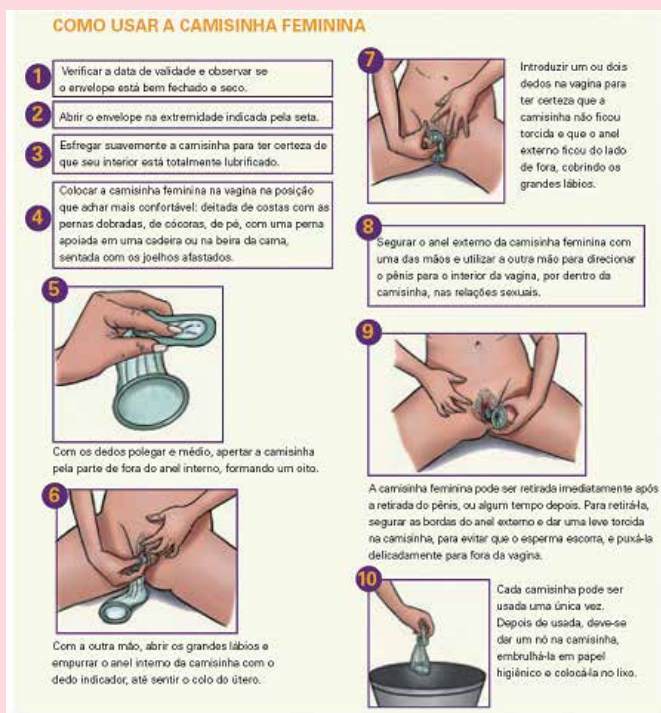 COMO USAR A CAMISINHA FEMININA
1
Verificar a data de validade e observar se
o envelope está bem fechado e seco.
2
Abrir o envelope na extremidade indicada pela seta.
3
Esfregar suavemente a camisinha para ter certeza de
que seu interior está totalmente lubrificado.
4
Colocar a camisinha feminina na vagina na posição
que achar mais confortável: deitada de costas com as
pernas dobradas, de cócoras, de pé, com uma perna
apoiada em uma cadeira ou na beira da cama,
sentada com os joelhos afastados.
5
Com os dedos polegar e médio, apertar a camisinha
pela parte de fora do anel interno, formando um oito.
6
Com a outra mão, abrir os grandes lábios e
empurrar o anel interno da camisinha com o
dedo indicador, até sentir o colo do útero.
7
Introduzir um ou dois
dedos na vagina para
ter certeza que a
camisinha não ficou
torcida e que o anel
externo ficou do lado
de fora, cobrindo os
grandes lábios.
8
Segurar o anel externo da camisinha feminina com
uma das mãos e utilizar a outra mão para direcionar
o pênis para o interior da vagina, por dentro da
camisinha, nas relações sexuais.
9
A camisinha feminina pode ser retirada imediatamente após
a retirada do pênis, ou algum tempo depois. Para retirá-la,
segurar as bordas do anel externo e dar uma leve torcida
na camisinha, para evitar que o esperma escorra, e puxá-la
delicadamente para fora da vagina.
10
Cada camisinha pode ser
usada uma única vez.
Depois de usada, deve-se
dar um nó na camisinha,
embrulhá-la em papel
higiênico e colocá-la no lixo.